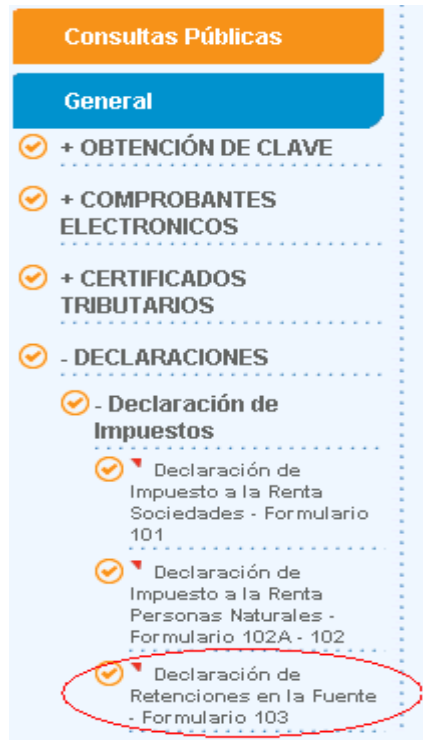 Consultas Públicas
General
+ OBTENCIÓN DE CLAVE
+ COMPROBANTES
ELECTRONICOS
+ CERTIFICADOS
TRIBUTARIOS
- DECLARACIONES
- Declaración de
Impuestos
Declaración de
Impuesto a la Renta
Sociedades - Formulario
101
Declaración de
Impuesto a la Renta
Personas Naturales -
Formulario 102A - 102
Declaración de
Retenciones en la Fuente
- Formulario 103